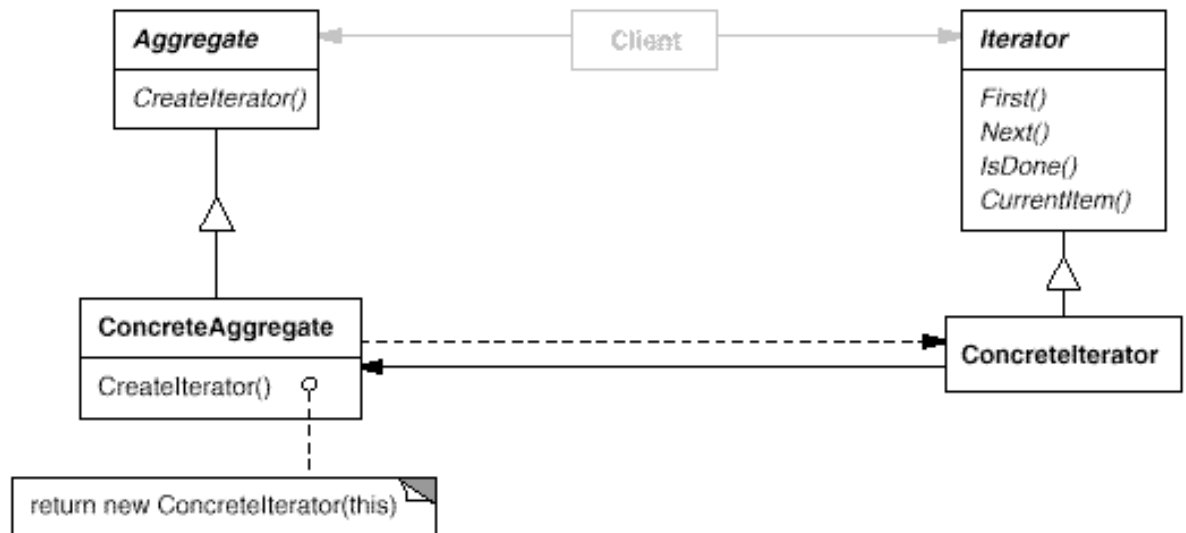 Aggregate
CreateIterator()
Client
Iterator
First()
Next()
IsDone()
CurrentItem()
ConcreteAggregate
CreateIterator()
ConcreteIterator
return new ConcreteIterator(this)